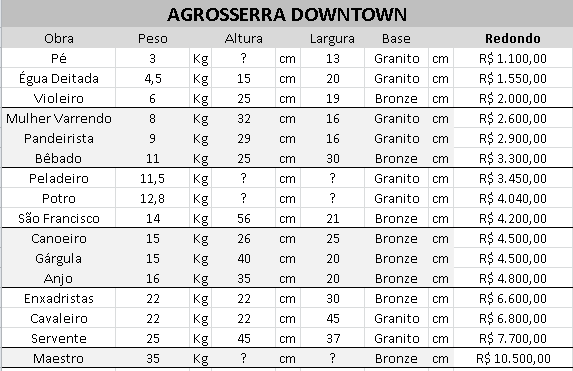 AGROSSERRA DOWNTOWN
Obra Peso Altura Largura Base Redondo
Pé 3 Kg ? cm 13 Granito cm R$ 1.100,00
Égua Deitada 4,5 Kg 15 cm 20 Granito cm R$ 1.550,00
Violeiro 6 Kg 25 cm 19 Bronze cm R$ 2.000,00
Mulher Varrendo 8 Kg 32 cm 16 Granito cm R$ 2.600,00
Pandeirista 9 Kg 29 cm 16 Granito cm R$ 2.900,00
Bêbado 11 Kg 25 cm 30 Bronze cm R$ 3.300,00
Peladeiro 11,5 Kg ? cm ? Granito cm R$ 3.450,00
Potro 12,8 Kg ? cm ? Granito cm R$ 4.040,00
São Francisco 14 Kg 56 cm 21 Bronze cm R$ 4.200,00
Canoeiro 15 Kg 26 cm 25 Bronze cm R$ 4.500,00
Gárgula 15 Kg 40 cm 20 Bronze cm R$ 4.500,00
Anjo 16 Kg 35 cm 20 Bronze cm R$ 4.800,00
Enxadristas 22 Kg 22 cm 30 Bronze cm R$ 6.600,00
Cavaleiro 22 Kg 22 cm 45 Granito cm R$ 6.800,00
Servente 25 Kg 45 cm 37 Granito cm R$ 7.700,00
Maestro 35 Kg ? cm ? Bronze cm R$ 10.500,00